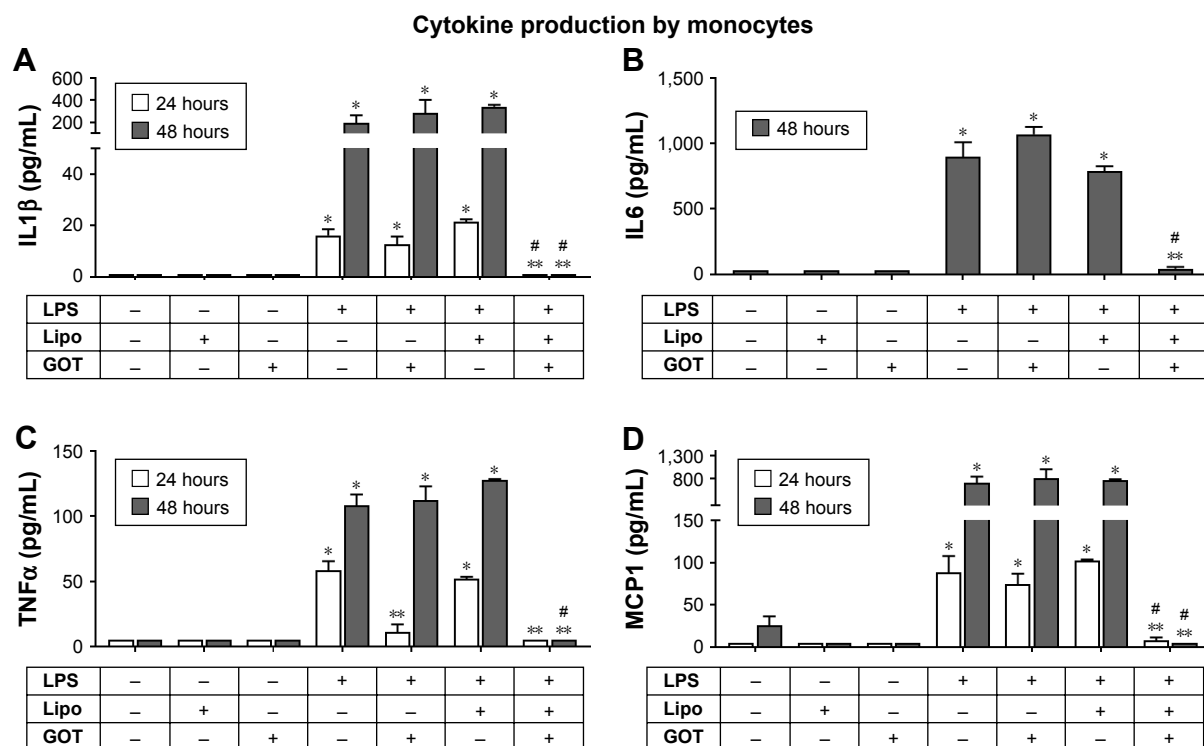 Cytokine production by monocytes
A
IL1β (pg/mL)
600
400
200
40
20
0
24 hours
48 hours
* * * * * * # # ** **
LPS – – – + + + +
Lipo – + – – – + +
GOT – – + – + – +
B
IL6 (pg/mL)
1,500
1,000
500
0
48 hours
* * * # **
LPS – – – + + + +
Lipo – + – – – + +
GOT – – + – + – +
C
TNFα (pg/mL)
150
100
50
0
24 hours
48 hours
* * ** * * * ** # **
LPS – – – + + + +
Lipo – + – – – + +
GOT – – + – + – +
D
MCP1 (pg/mL)
1,300
800
150
100
50
0
24 hours
48 hours
* * * * * * # ** # **
LPS – – – + + + +
Lipo – + – – – + +
GOT – – + – + – +